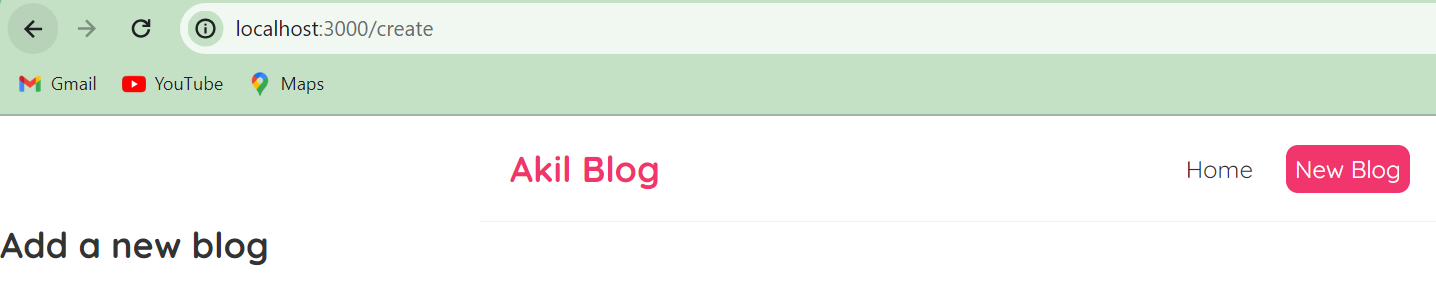 localhost:3000/create
Gmail YouTube Maps
Akil Blog Home New Blog
Add a new blog